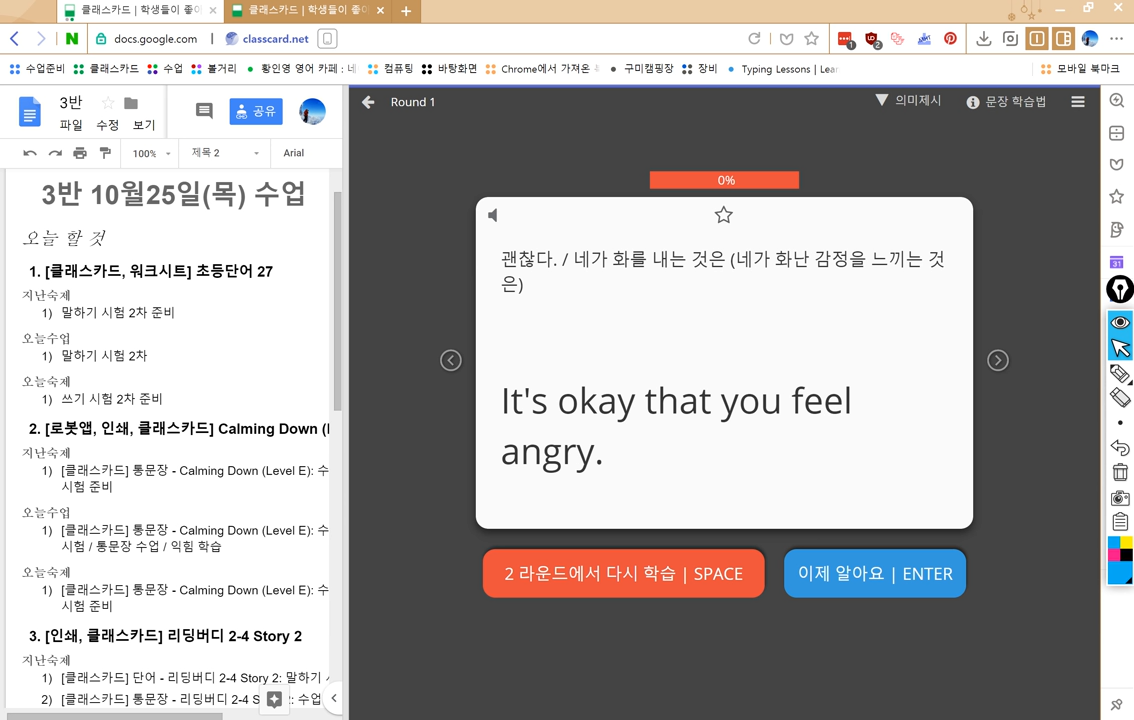 클래스카드 | 학생들이 좋아
클래스카드 | 학생들이 좋아
docs.google.com | classcard.net
1
2
수업준비
클래스카드
수업
볼거리
황인영 영어 카페 : 네
컴퓨팅
바탕화면
Chrome에서 가져온
구미캠핑장
장비
Typing Lessons | Lear
모바일 북마크
3반
파일 수정 보기
공유
100% 제목 2 Arial
3반 10월25일(목) 수업
오늘 할 것
1. [클래스카드, 워크시트] 초등단어 27
지난숙제
1) 말하기 시험 2차 준비
오늘수업
1) 말하기 시험 2차
오늘숙제
1) 쓰기 시험 2차 준비
2. [로봇앱, 인쇄, 클래스카드] Calming Down (
지난숙제
1) [클래스카드] 통문장 - Calming Down (Level E): 수
시험 준비
오늘수업
1) [클래스카드] 통문장 - Calming Down (Level E): 수
시험 / 통문장 수업 / 익힘 학습
오늘숙제
1) [클래스카드] 통문장 - Calming Down (Level E): 수
시험 준비
3. [인쇄, 클래스카드] 리딩버디 2-4 Story 2
지난숙제
1) [클래스카드] 단어 - 리딩버디 2-4 Story 2: 말하기
2) [클래스카드] 통문장 - 리딩버디 2-4 S 2: 수업
Round 1
의미제시
문장 학습법
0%
괜찮다. / 네가 화를 내는 것은 (네가 화난 감정을 느끼는 것
은)
It's okay that you feel
angry.
2 라운드에서 다시 학습 | SPACE
이제 알아요 | ENTER
31